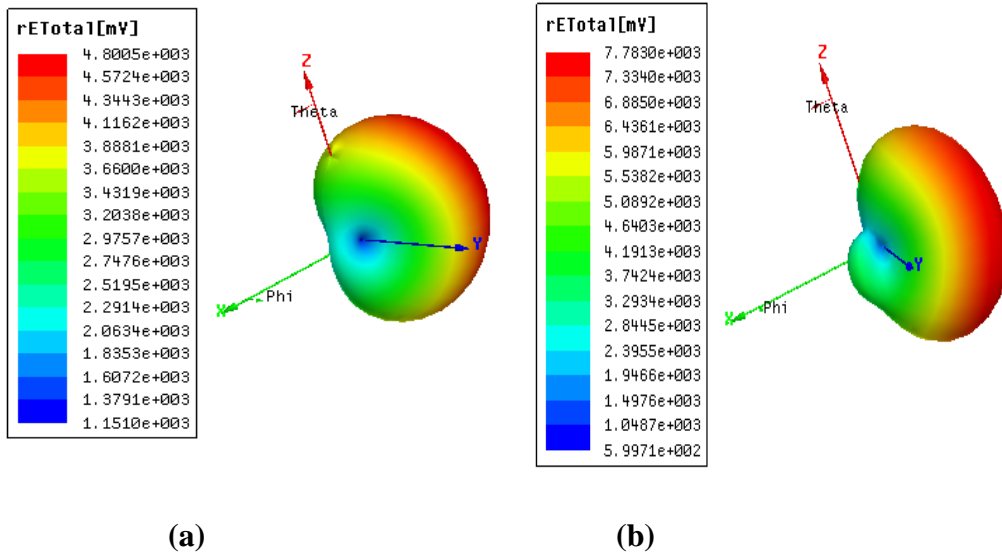 rETotal[mV]
4.8005e+003
4.5724e+003
4.3443e+003
4.1162e+003
3.8881e+003
3.6600e+003
3.4319e+003
3.2038e+003
2.9757e+003
2.7476e+003
2.5195e+003
2.2914e+003
2.0634e+003
1.8353e+003
1.6072e+003
1.3791e+003
1.1510e+003
Z
Theta
Y
Phi
X
(a)
rETotal[mV]
7.7830e+003
7.3340e+003
6.8850e+003
6.4361e+003
5.9871e+003
5.5382e+003
5.0892e+003
4.6403e+003
4.1913e+003
3.7424e+003
3.2934e+003
2.8445e+003
2.3955e+003
1.9466e+003
1.4976e+003
1.0487e+003
5.9971e+002
Z
Theta
Y
Phi
X
(b)